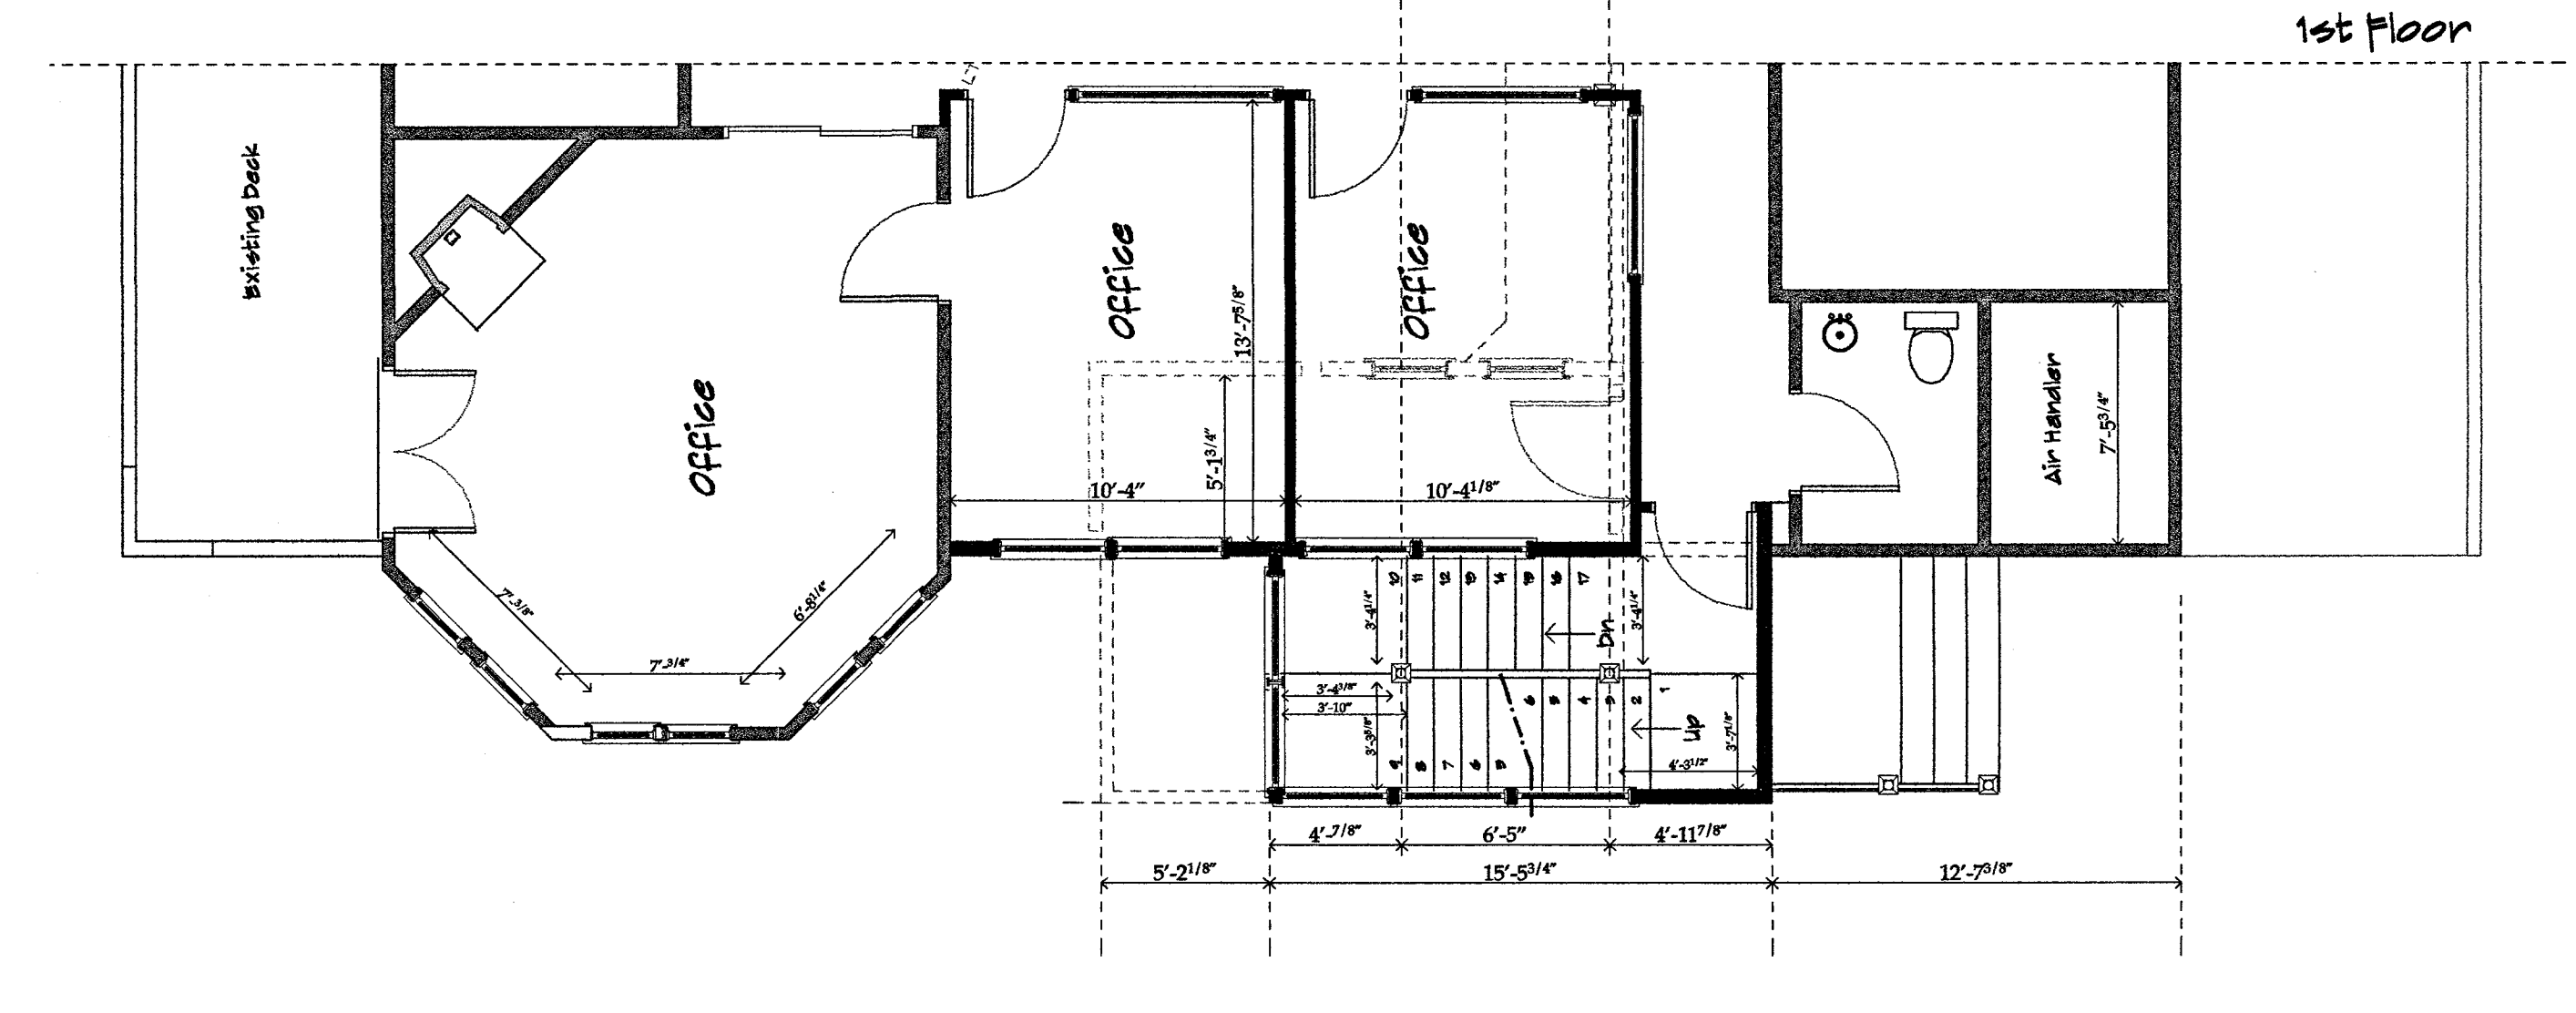 1st Floor
Existing Deck
Office
Office
Office
13'-7 5/8"
5'-1 3/4"
10'-4"
10'-4 1/8"
Air Handler
7'-5 3/4"
7'-3/8"
6'-8 1/4"
7'-3/4"
10 11 12 13 14 15 16 17
3'-4 1/4"
Dn
3'-4 1/4"
3'-4 3/8"
3'-10"
3'-3 5/8"
6 5 4 3 2 1
9 8 7 6 5
Up
3'-7 1/8"
4'-3 1/2"
4'-7/8"
6'-5"
4'-11 7/8"
5'-2 1/8"
15'-5 3/4"
12'-7 3/8"